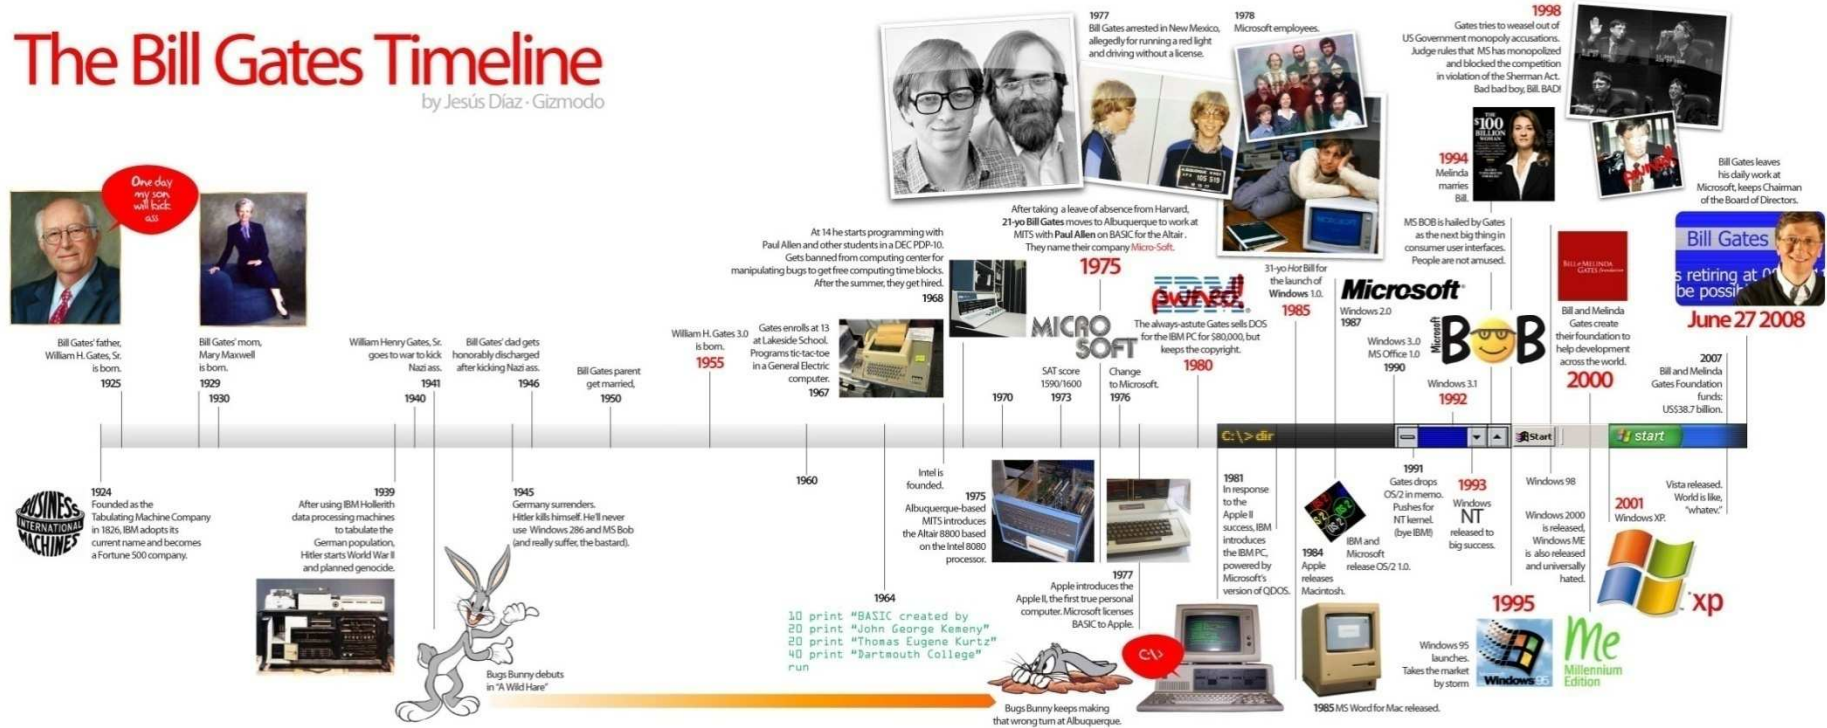 The Bill Gates Timeline
by Jesús Díaz · Gizmodo
One day
my son
will kick
ass
Bill Gates' father,
William H. Gates, Sr.
is born.
1925
Bill Gates' mom,
Mary Maxwell
is born.
1929
1930
William Henry Gates, Sr.
goes to war to kick
Nazi ass.
1941
1940
Bill Gates' dad gets
honorably discharged
after kicking Nazi ass.
1946
Bill Gates parent
get married,
1950
William H. Gates 3.0
is born.
1955
Gates enrolls at 13
at Lakeside School.
Programs tic-tac-toe
in a General Electric
computer.
1967
At 14 he starts programming with
Paul Allen and other students in a DEC PDP-10.
Gets banned from computing center for
manipulating bugs to get free computing time blocks.
After the summer, they get hired.
1968
1970
SAT score
1590/1600
1973
After taking a leave of absence from Harvard,
21-yo Bill Gates moves to Albuquerque to work at
MITS with Paul Allen on BASIC for the Altair.
They name their company Micro-Soft.
1975
MICRO
SOFT
Change
to Microsoft.
1976
1977
Bill Gates arrested in New Mexico,
allegedly for running a red light
and driving without a license.
105 519
1978
Microsoft employees.
MICROSOFT
IBM
pwned!
The always-astute Gates sells DOS
for the IBM PC for $80,000, but
keeps the copyright.
1980
31-yo Hot Bill for
the launch of
Windows 1.0.
1985
Microsoft
Windows 2.0
1987
Windows 3.0
MS Office 1.0
1990
Windows 3.1
1992
1994
Melinda
marries
Bill.
THE
$100
BILLION
WOMAN
MS BOB is hailed by Gates
as the next big thing in
consumer user interfaces.
People are not amused.
Microsoft
BOB
1998
Gates tries to weasel out of
US Government monopoly accusations.
Judge rules that MS has monopolized
and blocked the competition
in violation of the Sherman Act.
Bad bad boy, Bill. BAD!
BILL & MELINDA
GATES foundation
Bill and Melinda
Gates create
their foundation to
help development
across the world.
2000
2007
Bill and Melinda
Gates Foundation
funds:
US$38.7 billion.
Bill Gates leaves
his daily work at
Microsoft, keeps Chairman
of the Board of Directors.
Bill Gates
s retiring at
be possib
June 27 2008
C:\>dir
Start
start
BUSINESS
INTERNATIONAL
MACHINES
1924
Founded as the
Tabulating Machine Company
in 1826, IBM adopts its
current name and becomes
a Fortune 500 company.
1939
After using IBM Hollerith
data processing machines
to tabulate the
German population,
Hitler starts World War II
and planned genocide.
1945
Germany surrenders.
Hitler kills himself. He'll never
use Windows 286 and MS Bob
(and really suffer, the bastard).
Bugs Bunny debuts
in "A Wild Hare"
1960
1964
10 print "BASIC created by
20 print "John George Kemeny"
20 print "Thomas Eugene Kurtz"
40 print "Dartmouth College"
run
Intel is
founded.
1975
Albuquerque-based
MITS introduces
the Altair 8800 based
on the Intel 8080
processor.
1977
Apple introduces the
Apple II, the first true personal
computer. Microsoft licenses
BASIC to Apple.
Bugs Bunny keeps making
that wrong turn at Albuquerque.
C:\>
1981
In response
to the
Apple II
success, IBM
introduces
the IBM PC,
powered by
Microsoft's
version of QDOS.
1984
Apple
releases
Macintosh.
1985 MS Word for Mac released.
OS 2
OS 2
OS 2
OS 2
IBM and
Microsoft
release OS/2 1.0.
1991
Gates drops
OS/2 in memo.
Pushes for
NT kernel.
(bye IBM!)
1993
Windows
NT
released to
big success.
1995
Windows 95
launches.
Takes the market
by storm
Windows 95
Windows 98
Windows 2000
is released,
Windows ME
is also released
and universally
hated.
Me
Millennium
Edition
2001
Windows XP.
xp
Vista released.
World is like,
"whatev."